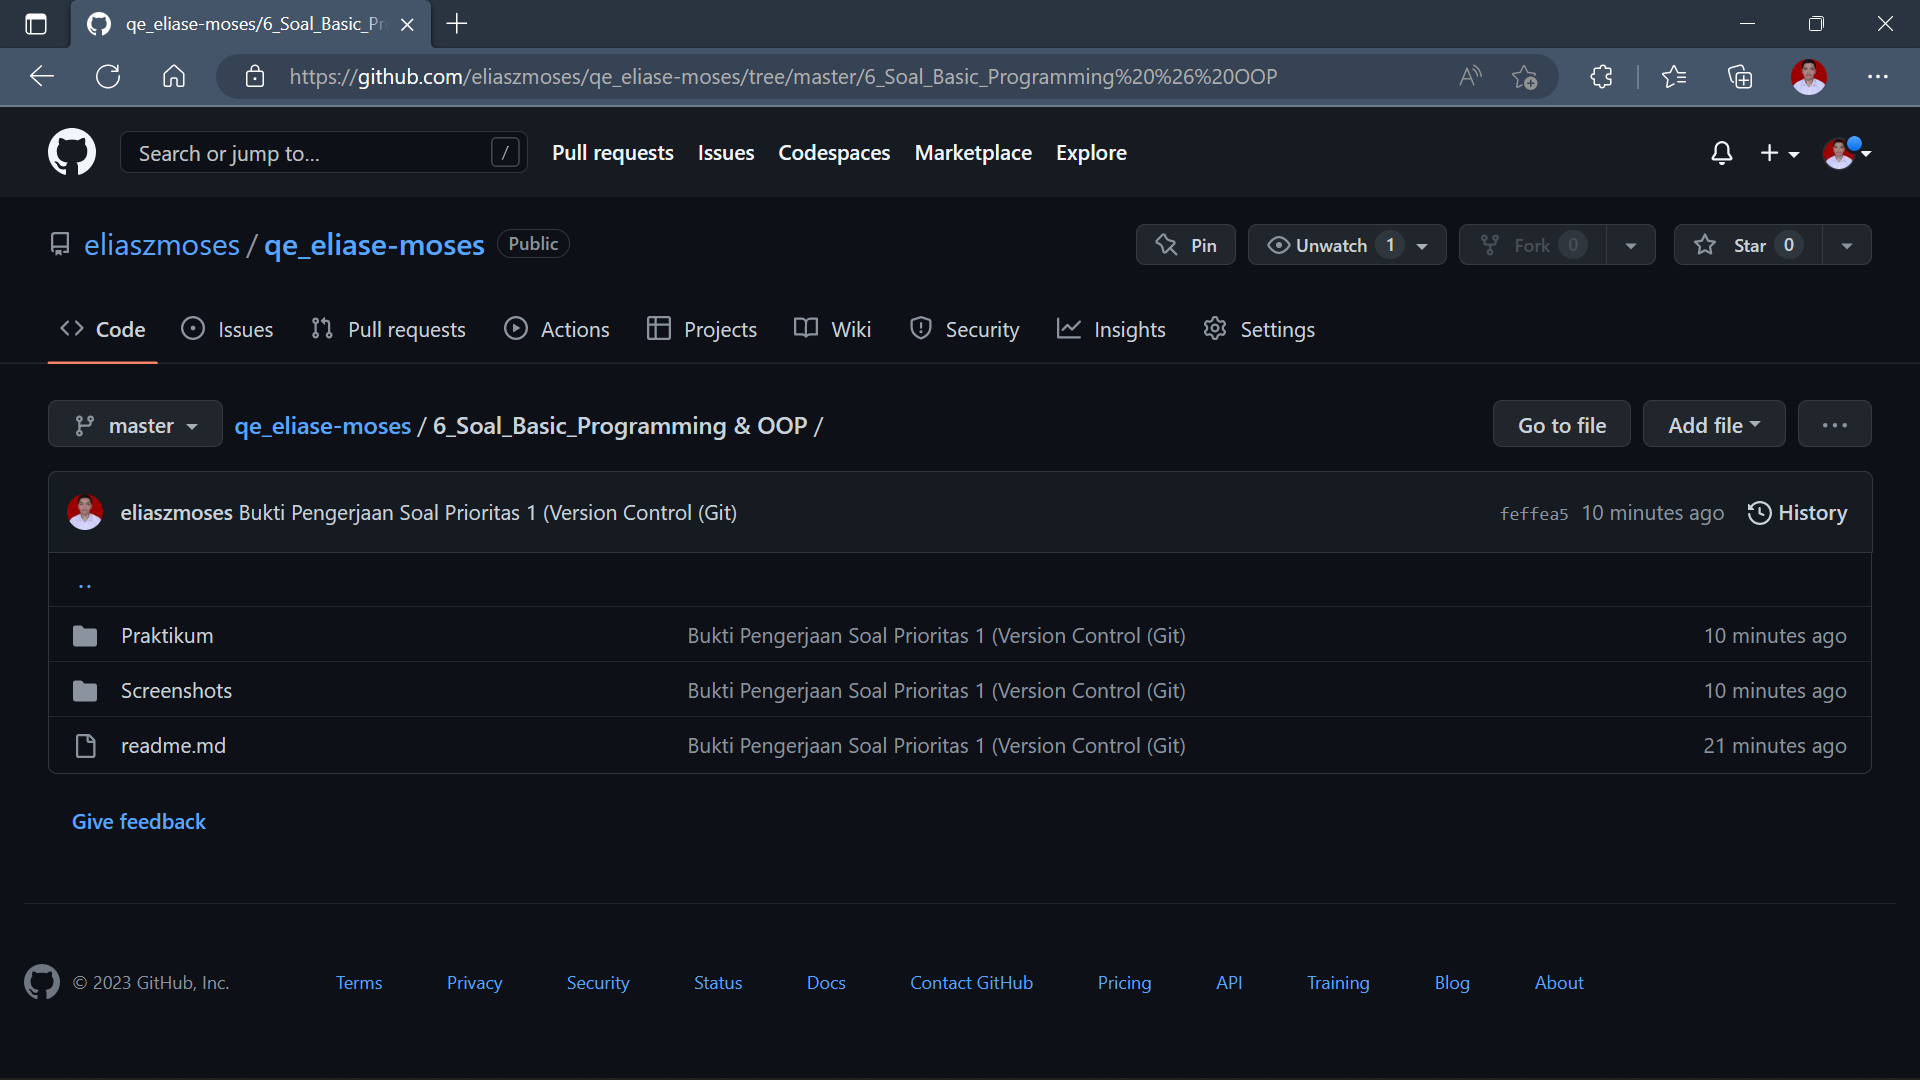 qe_eliase-moses/6_Soal_Basic_Pr
https://github.com/eliaszmoses/qe_eliase-moses/tree/master/6_Soal_Basic_Programming%20%26%20OOP
Search or jump to... / Pull requests Issues Codespaces Marketplace Explore
eliaszmoses / qe_eliase-moses Public Pin Unwatch 1 Fork 0 Star 0
Code Issues Pull requests Actions Projects Wiki Security Insights Settings
master qe_eliase-moses / 6_Soal_Basic_Programming & OOP / Go to file Add file ...
eliaszmoses Bukti Pengerjaan Soal Prioritas 1 (Version Control (Git) feffea5 10 minutes ago History
..
Praktikum Bukti Pengerjaan Soal Prioritas 1 (Version Control (Git) 10 minutes ago
Screenshots Bukti Pengerjaan Soal Prioritas 1 (Version Control (Git) 10 minutes ago
readme.md Bukti Pengerjaan Soal Prioritas 1 (Version Control (Git) 21 minutes ago
Give feedback
© 2023 GitHub, Inc. Terms Privacy Security Status Docs Contact GitHub Pricing API Training Blog About